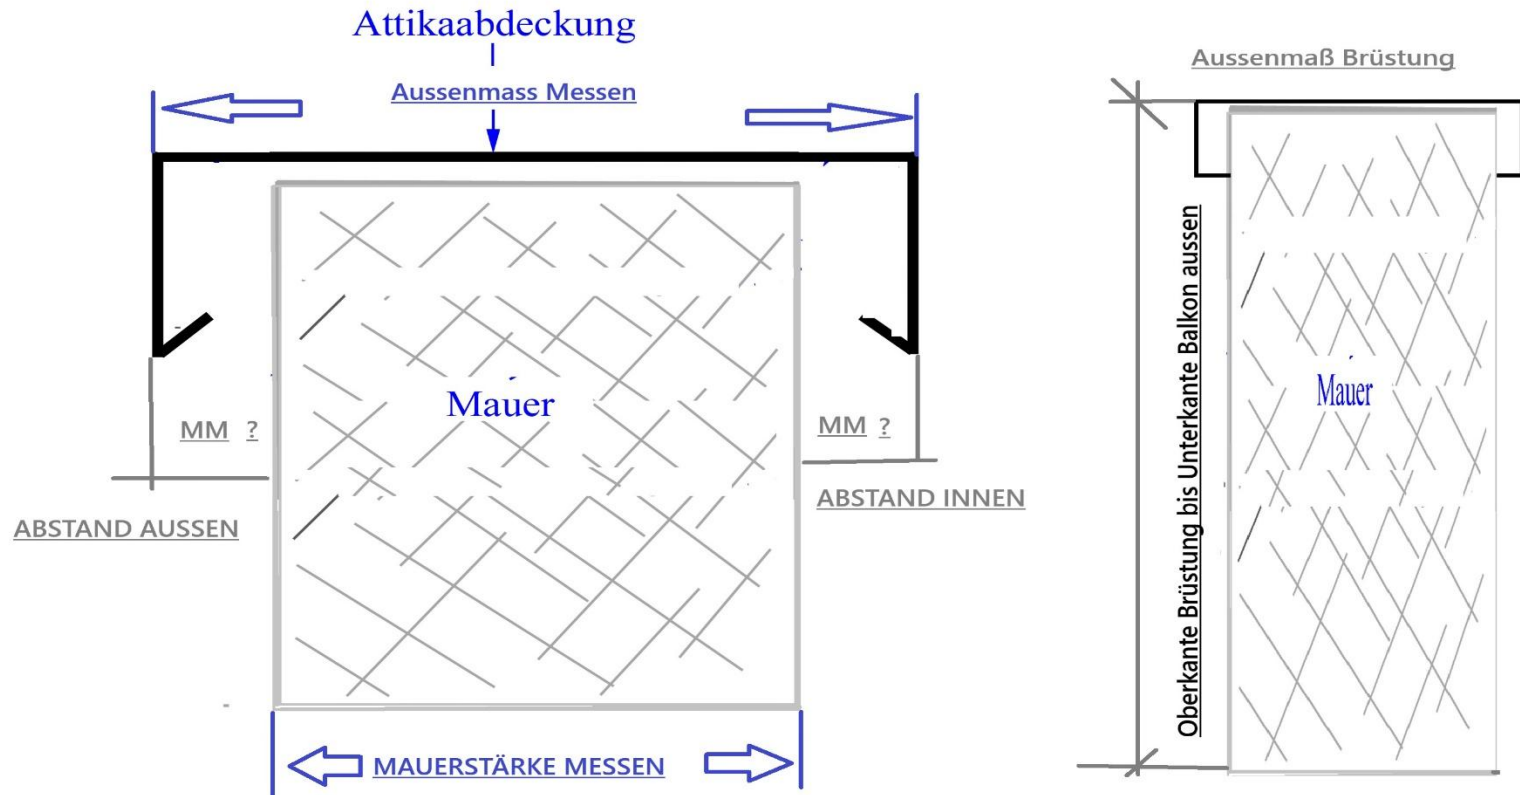 Attikaabdeckung
Aussenmass Messen
Mauer
MM ?
MM ?
ABSTAND AUSSEN
ABSTAND INNEN
MAUERSTÄRKE MESSEN
Aussenmaß Brüstung
Oberkante Brüstung bis Unterkante Balkon aussen
Mauer